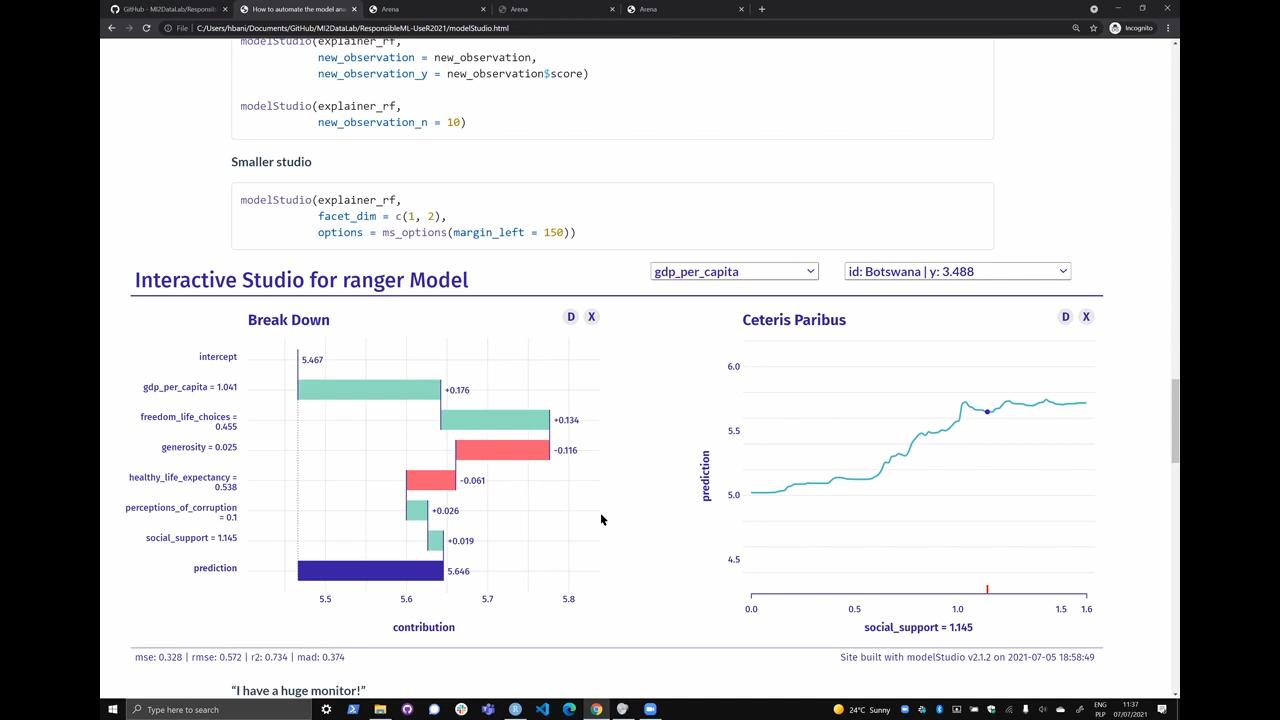 GitHub - MI2DataLab/Responsible
How to automate the model ana
Arena
Arena
Arena
File
C:/Users/hbani/Documents/GitHub/MI2DataLab/ResponsibleML-UseR2021/modelStudio.html
Incognito
modelStudio(explainer_rf,
new_observation = new_observation,
new_observation_y = new_observation$score)
modelStudio(explainer_rf,
new_observation_n = 10)
Smaller studio
modelStudio(explainer_rf,
facet_dim = c(1, 2),
options = ms_options(margin_left = 150))
Interactive Studio for ranger Model
gdp_per_capita
id: Botswana | y: 3.488
Break Down
D X
intercept
5.467
gdp_per_capita = 1.041
+0.176
freedom_life_choices =
0.455
+0.134
generosity = 0.025
-0.116
healthy_life_expectancy =
0.538
-0.061
perceptions_of_corruption
= 0.1
+0.026
social_support = 1.145
+0.019
prediction
5.646
5.5 5.6 5.7 5.8
contribution
Ceteris Paribus
D X
6.0
5.5
5.0
4.5
prediction
0.0 0.5 1.0 1.5 1.6
social_support = 1.145
mse: 0.328 | rmse: 0.572 | r2: 0.734 | mad: 0.374
Site built with modelStudio v2.1.2 on 2021-07-05 18:58:49
“I have a huge monitor!”
Type here to search
24°C Sunny
ENG
PLP
11:37
07/07/2021